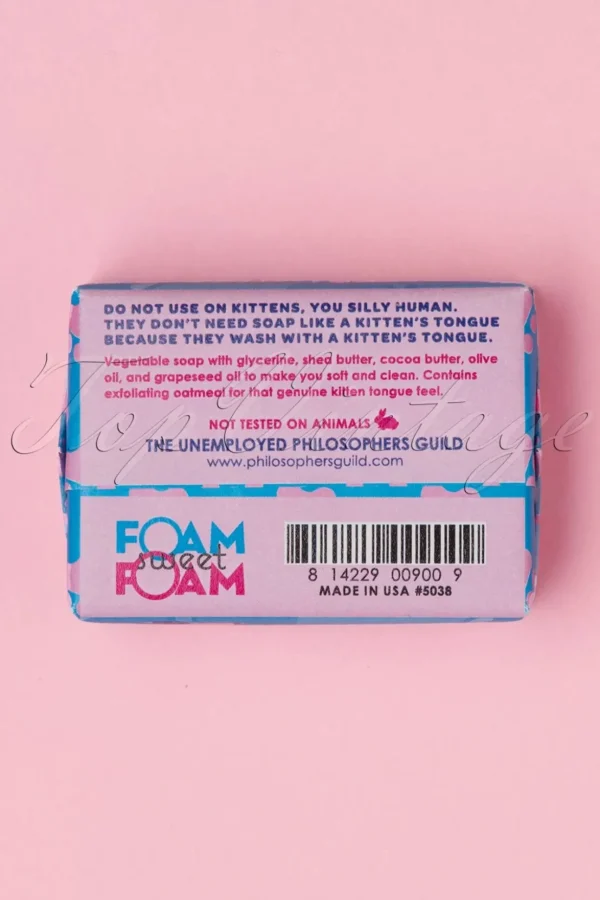 DO NOT USE ON KITTENS, YOU SILLY HUMAN.
THEY DON'T NEED SOAP LIKE A KITTEN'S TONGUE
BECAUSE THEY WASH WITH A KITTEN'S TONGUE.
Vegetable soap with glycerine, shea butter, cocoa butter, olive
oil, and grapeseed oil to make you soft and clean. Contains
exfoliating oatmeal for that genuine kitten tongue feel.
NOT TESTED ON ANIMALS
THE UNEMPLOYED PHILOSOPHERS GUILD
www.philosophersguild.com
TopVintage
FOAM
sweet
FOAM
8 14229 00900 9
MADE IN USA #5038